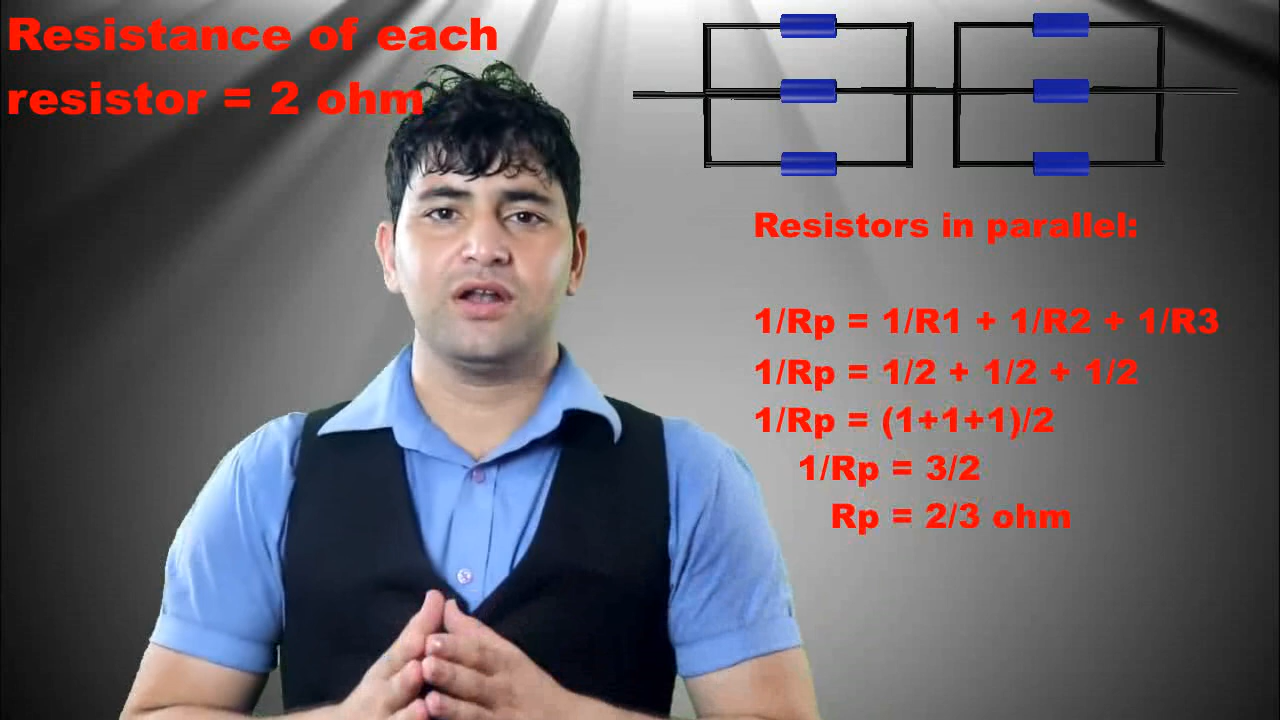 Resistance of each
resistor = 2 ohm
Resistors in parallel:
1/Rp = 1/R1 + 1/R2 + 1/R3
1/Rp = 1/2 + 1/2 + 1/2
1/Rp = (1+1+1)/2
1/Rp = 3/2
Rp = 2/3 ohm